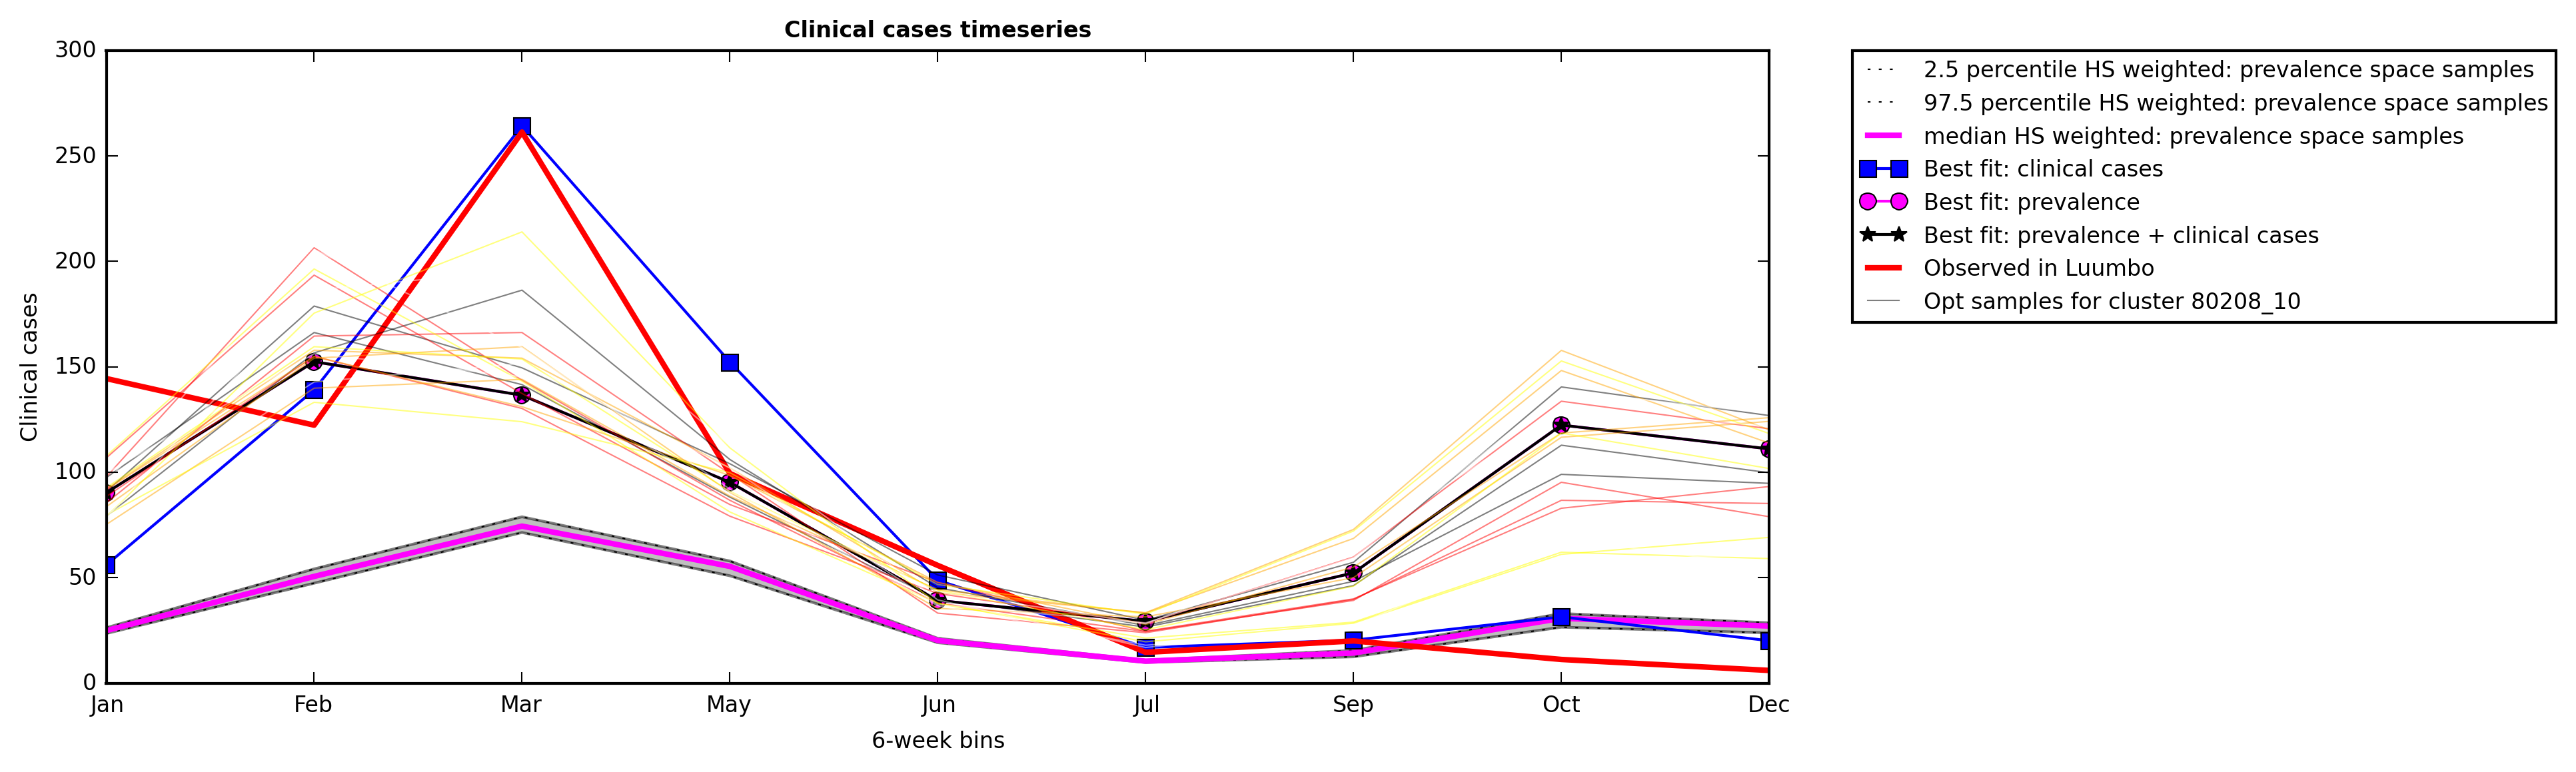 Clinical cases timeseries
300
250
200
150
100
50
0
Clinical cases
Jan Feb Mar May Jun Jul Sep Oct Dec
6-week bins
2.5 percentile HS weighted: prevalence space samples
97.5 percentile HS weighted: prevalence space samples
median HS weighted: prevalence space samples
Best fit: clinical cases
Best fit: prevalence
Best fit: prevalence + clinical cases
Observed in Luumbo
Opt samples for cluster 80208_10